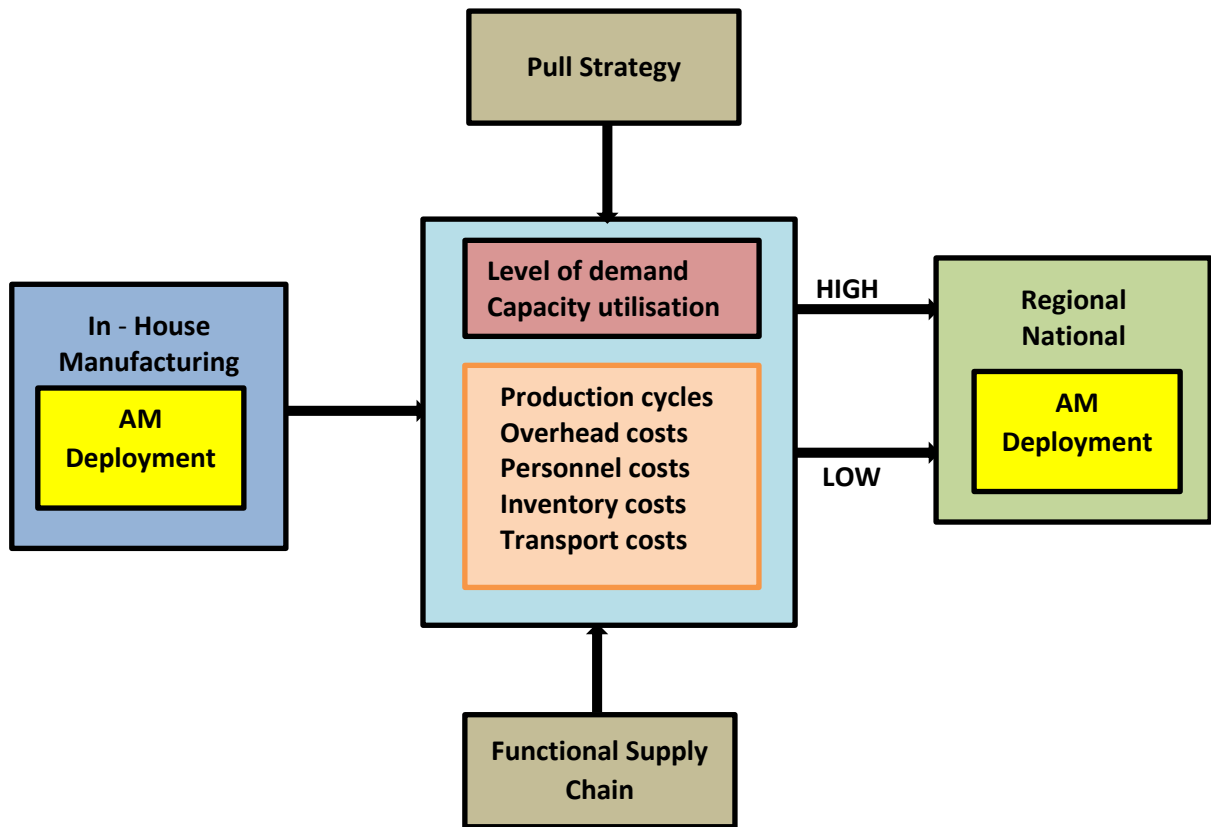 Pull Strategy
Level of demand
Capacity utilisation
HIGH
Regional
National
In - House
Manufacturing
AM
Deployment
Production cycles
Overhead costs
Personnel costs
Inventory costs
Transport costs
AM
Deployment
LOW
Functional Supply
Chain